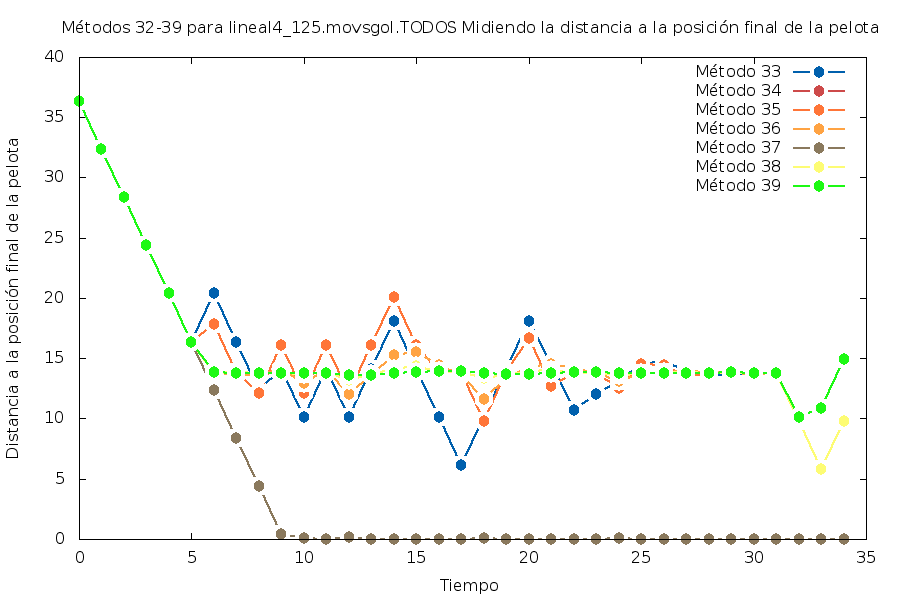 Métodos 32-39 para lineal4_125.movsgol.TODOS Midiendo la distancia a la posición final de la pelota
Distancia a la posición final de la pelota
40
35
30
25
20
15
10
5
0
Método 33
Método 34
Método 35
Método 36
Método 37
Método 38
Método 39
0 5 10 15 20 25 30 35
Tiempo